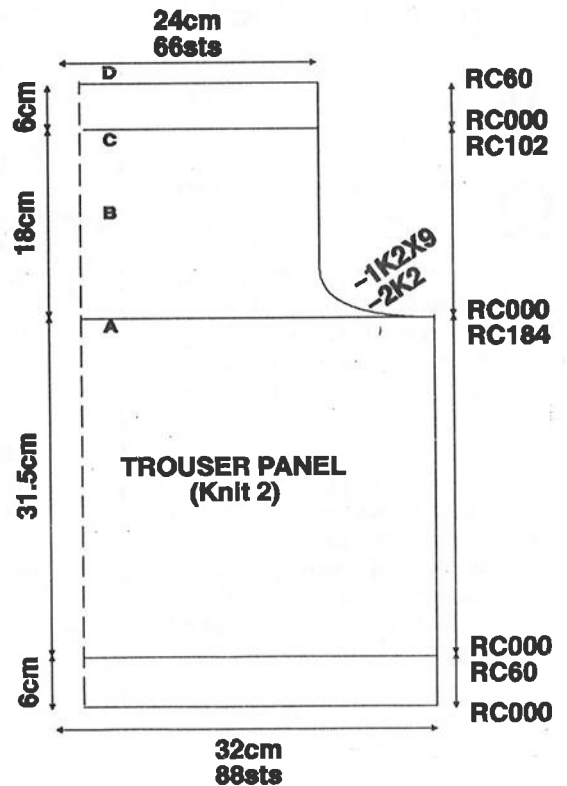 24cm
66sts
D
RC60
6cm
RC000
C
RC102
B
18cm
-1K2X9
-2K2
RC000
A
RC184
31.5cm
TROUSER PANEL
(Knit 2)
RC000
RC60
6cm
RC000
32cm
88sts